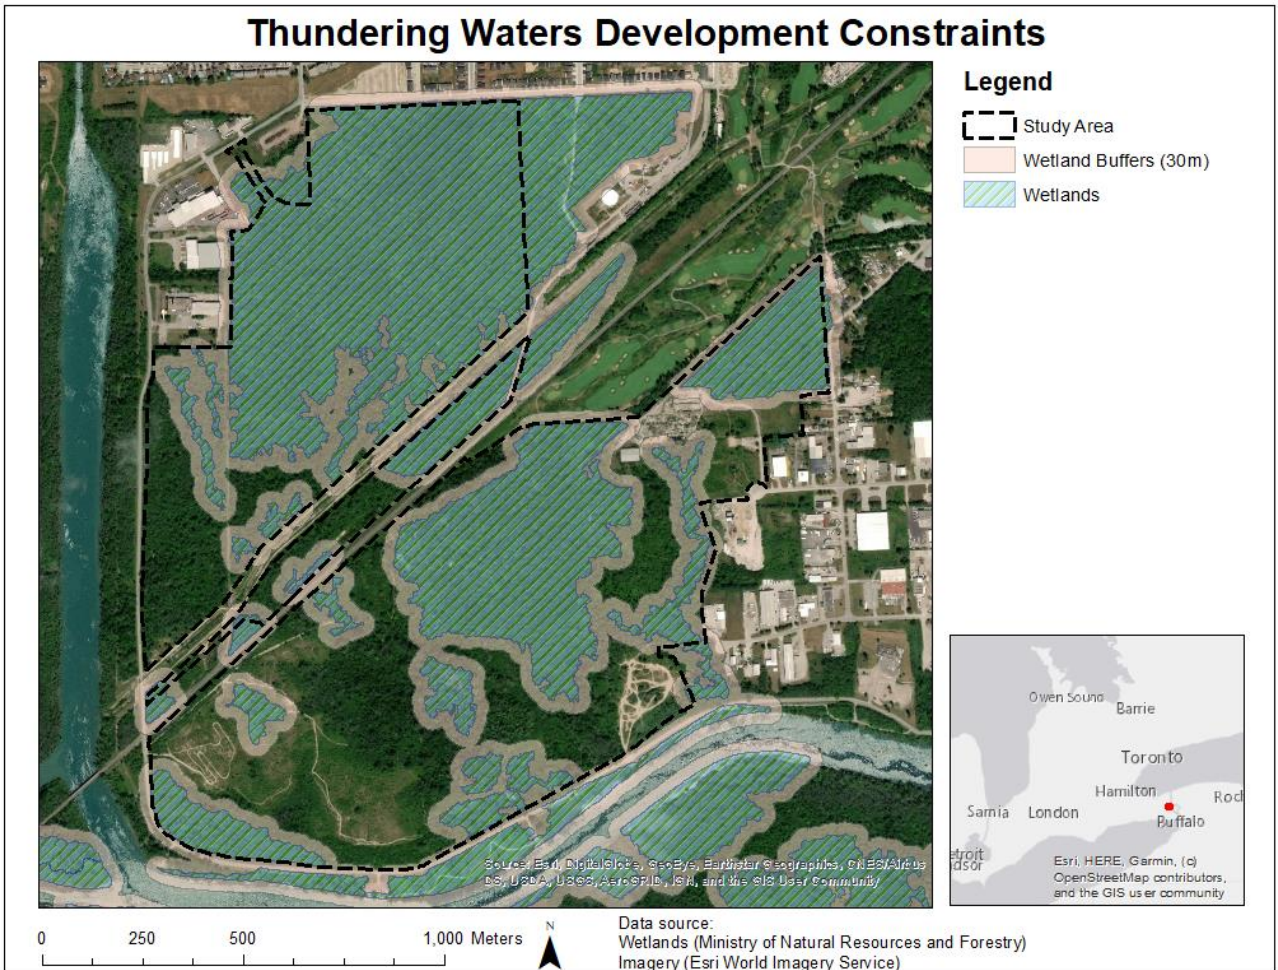 Thundering Waters Development Constraints
Legend
Study Area
Wetland Buffers (30m)
Wetlands
Source: Esri, DigitalGlobe, GeoEye, Earthstar Geographics, CNES/Airbus
DS, USDA, USGS, AeroGRID, IGN, and the GIS User Community
Owen Sound
Barrie
Toronto
Hamilton
Roch
Sarnia
London
Buffalo
etroit
dsor
Esri, HERE, Garmin, (c)
OpenStreetMap contributors,
and the GIS user community
0 250 500 1,000 Meters
N
Data source:
Wetlands (Ministry of Natural Resources and Forestry)
Imagery (Esri World Imagery Service)